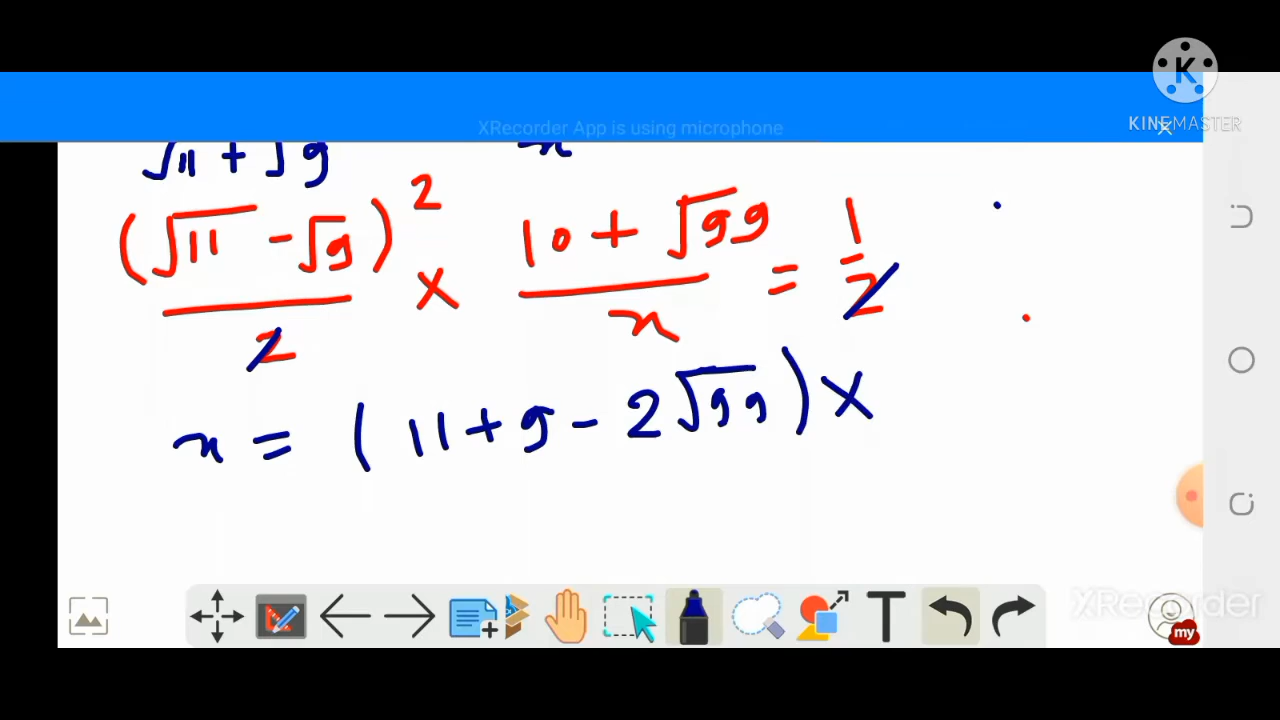 K
KINEMASTER
XRecorder App is using microphone
√11 + √9 x
(√11 - √9)² / 2 × 10 + √99 / x = 1/2
x = (11 + 9 - 2√99) ×
T
XRecorder
my